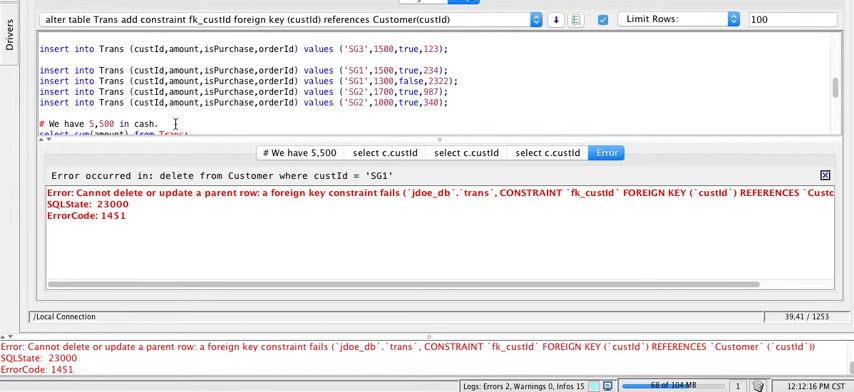 Drivers
alter table Trans add constraint fk_custId foreign key (custId) references Customer(custId)
Limit Rows:
100
insert into Trans (custId,amount,isPurchase,orderId) values ('SG3',1500,true,123);
insert into Trans (custId,amount,isPurchase,orderId) values ('SG1',1500,true,234);
insert into Trans (custId,amount,isPurchase,orderId) values ('SG1',1300,false,2322);
insert into Trans (custId,amount,isPurchase,orderId) values ('SG2',1700,true,987);
insert into Trans (custId,amount,isPurchase,orderId) values ('SG2',1000,true,340);
# We have 5,500 in cash.
select sum(amount) from Trans;
# We have 5,500 select c.custId select c.custId select c.custId Error
Error occurred in: delete from Customer where custId = 'SG1'
Error: Cannot delete or update a parent row: a foreign key constraint fails (`jdoe_db`.`trans`, CONSTRAINT `fk_custId` FOREIGN KEY (`custId`) REFERENCES `Custo
SQLState: 23000
ErrorCode: 1451
/Local Connection
39,41 / 1253
Error: Cannot delete or update a parent row: a foreign key constraint fails (`jdoe_db`.`trans`, CONSTRAINT `fk_custId` FOREIGN KEY (`custId`) REFERENCES `Customer` (`custId`))
SQLState: 23000
ErrorCode: 1451
Logs: Errors 2, Warnings 0, Infos 15
68 of 104 MB
1
12:12:16 PM CST